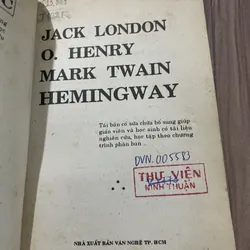 JACK LONDON
O. HENRY
MARK TWAIN
HEMINGWAY
Tái bản có sửa chữa bổ sung giúp
giáo viên và học sinh có tài liệu
nghiên cứu, học tập theo chương
trình phân ban.
DVN. 005583
THƯ VIỆN
NINH THUẬN
NHÀ XUẤT BẢN VĂN NGHỆ TP. HCM